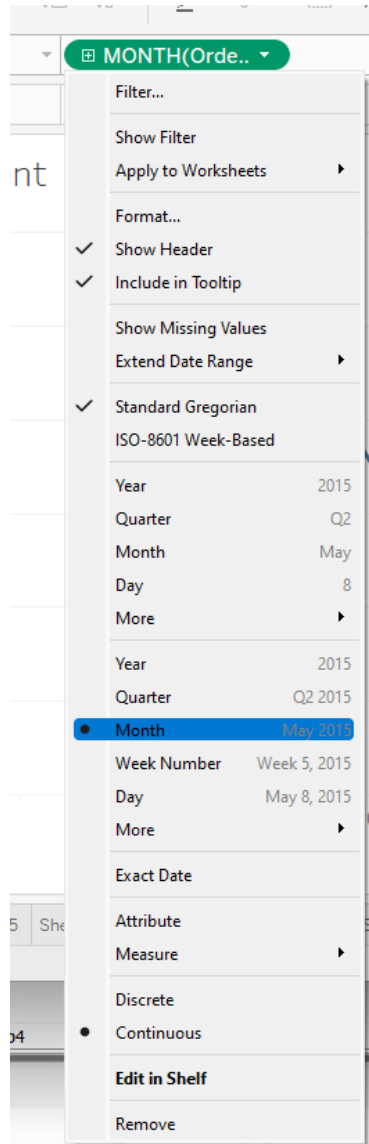 MONTH(Orde..
Filter...
Show Filter
nt
Apply to Worksheets
Format...
Show Header
Include in Tooltip
Show Missing Values
Extend Date Range
Standard Gregorian
ISO-8601 Week-Based
Year 2015
Quarter Q2
Month May
Day 8
More
Year 2015
Quarter Q2 2015
Month May 2015
Week Number Week 5, 2015
Day May 8, 2015
More
Exact Date
5 She
Attribute
Measure
Discrete
o4
Continuous
Edit in Shelf
Remove